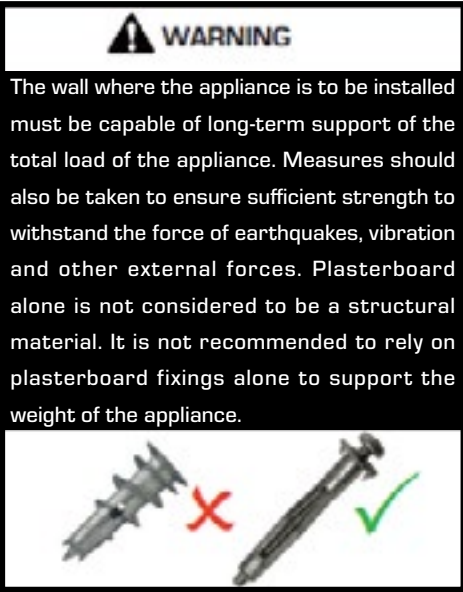 WARNING
The wall where the appliance is to be installed
must be capable of long-term support of the
total load of the appliance. Measures should
also be taken to ensure sufficient strength to
withstand the force of earthquakes, vibration
and other external forces. Plasterboard
alone is not considered to be a structural
material. It is not recommended to rely on
plasterboard fixings alone to support the
weight of the appliance.